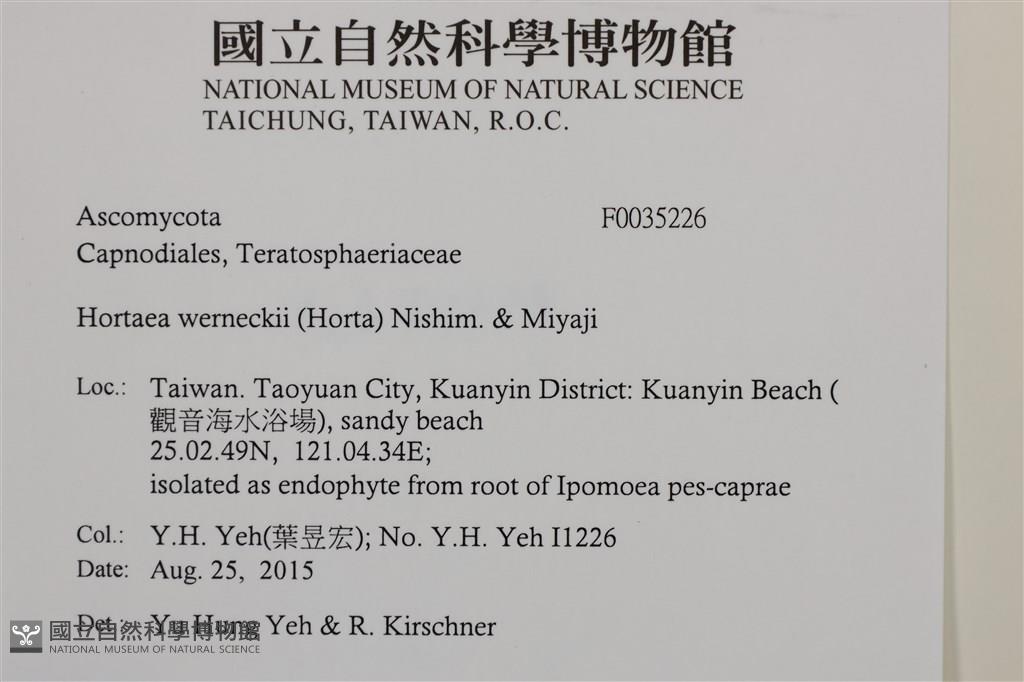 國立自然科學博物館
NATIONAL MUSEUM OF NATURAL SCIENCE
TAICHUNG, TAIWAN, R.O.C.
Ascomycota F0035226
Capnodiales, Teratosphaeriaceae
Hortaea werneckii (Horta) Nishim. & Miyaji
Loc.: Taiwan. Taoyuan City, Kuanyin District: Kuanyin Beach (
觀音海水浴場), sandy beach
25.02.49N, 121.04.34E;
isolated as endophyte from root of Ipomoea pes-caprae
Col.: Y.H. Yeh(葉昱宏); No. Y.H. Yeh I1226
Date: Aug. 25, 2015
Det.: Yu-Hung Yeh & R. Kirschner
國立自然科學博物館
NATIONAL MUSEUM OF NATURAL SCIENCE